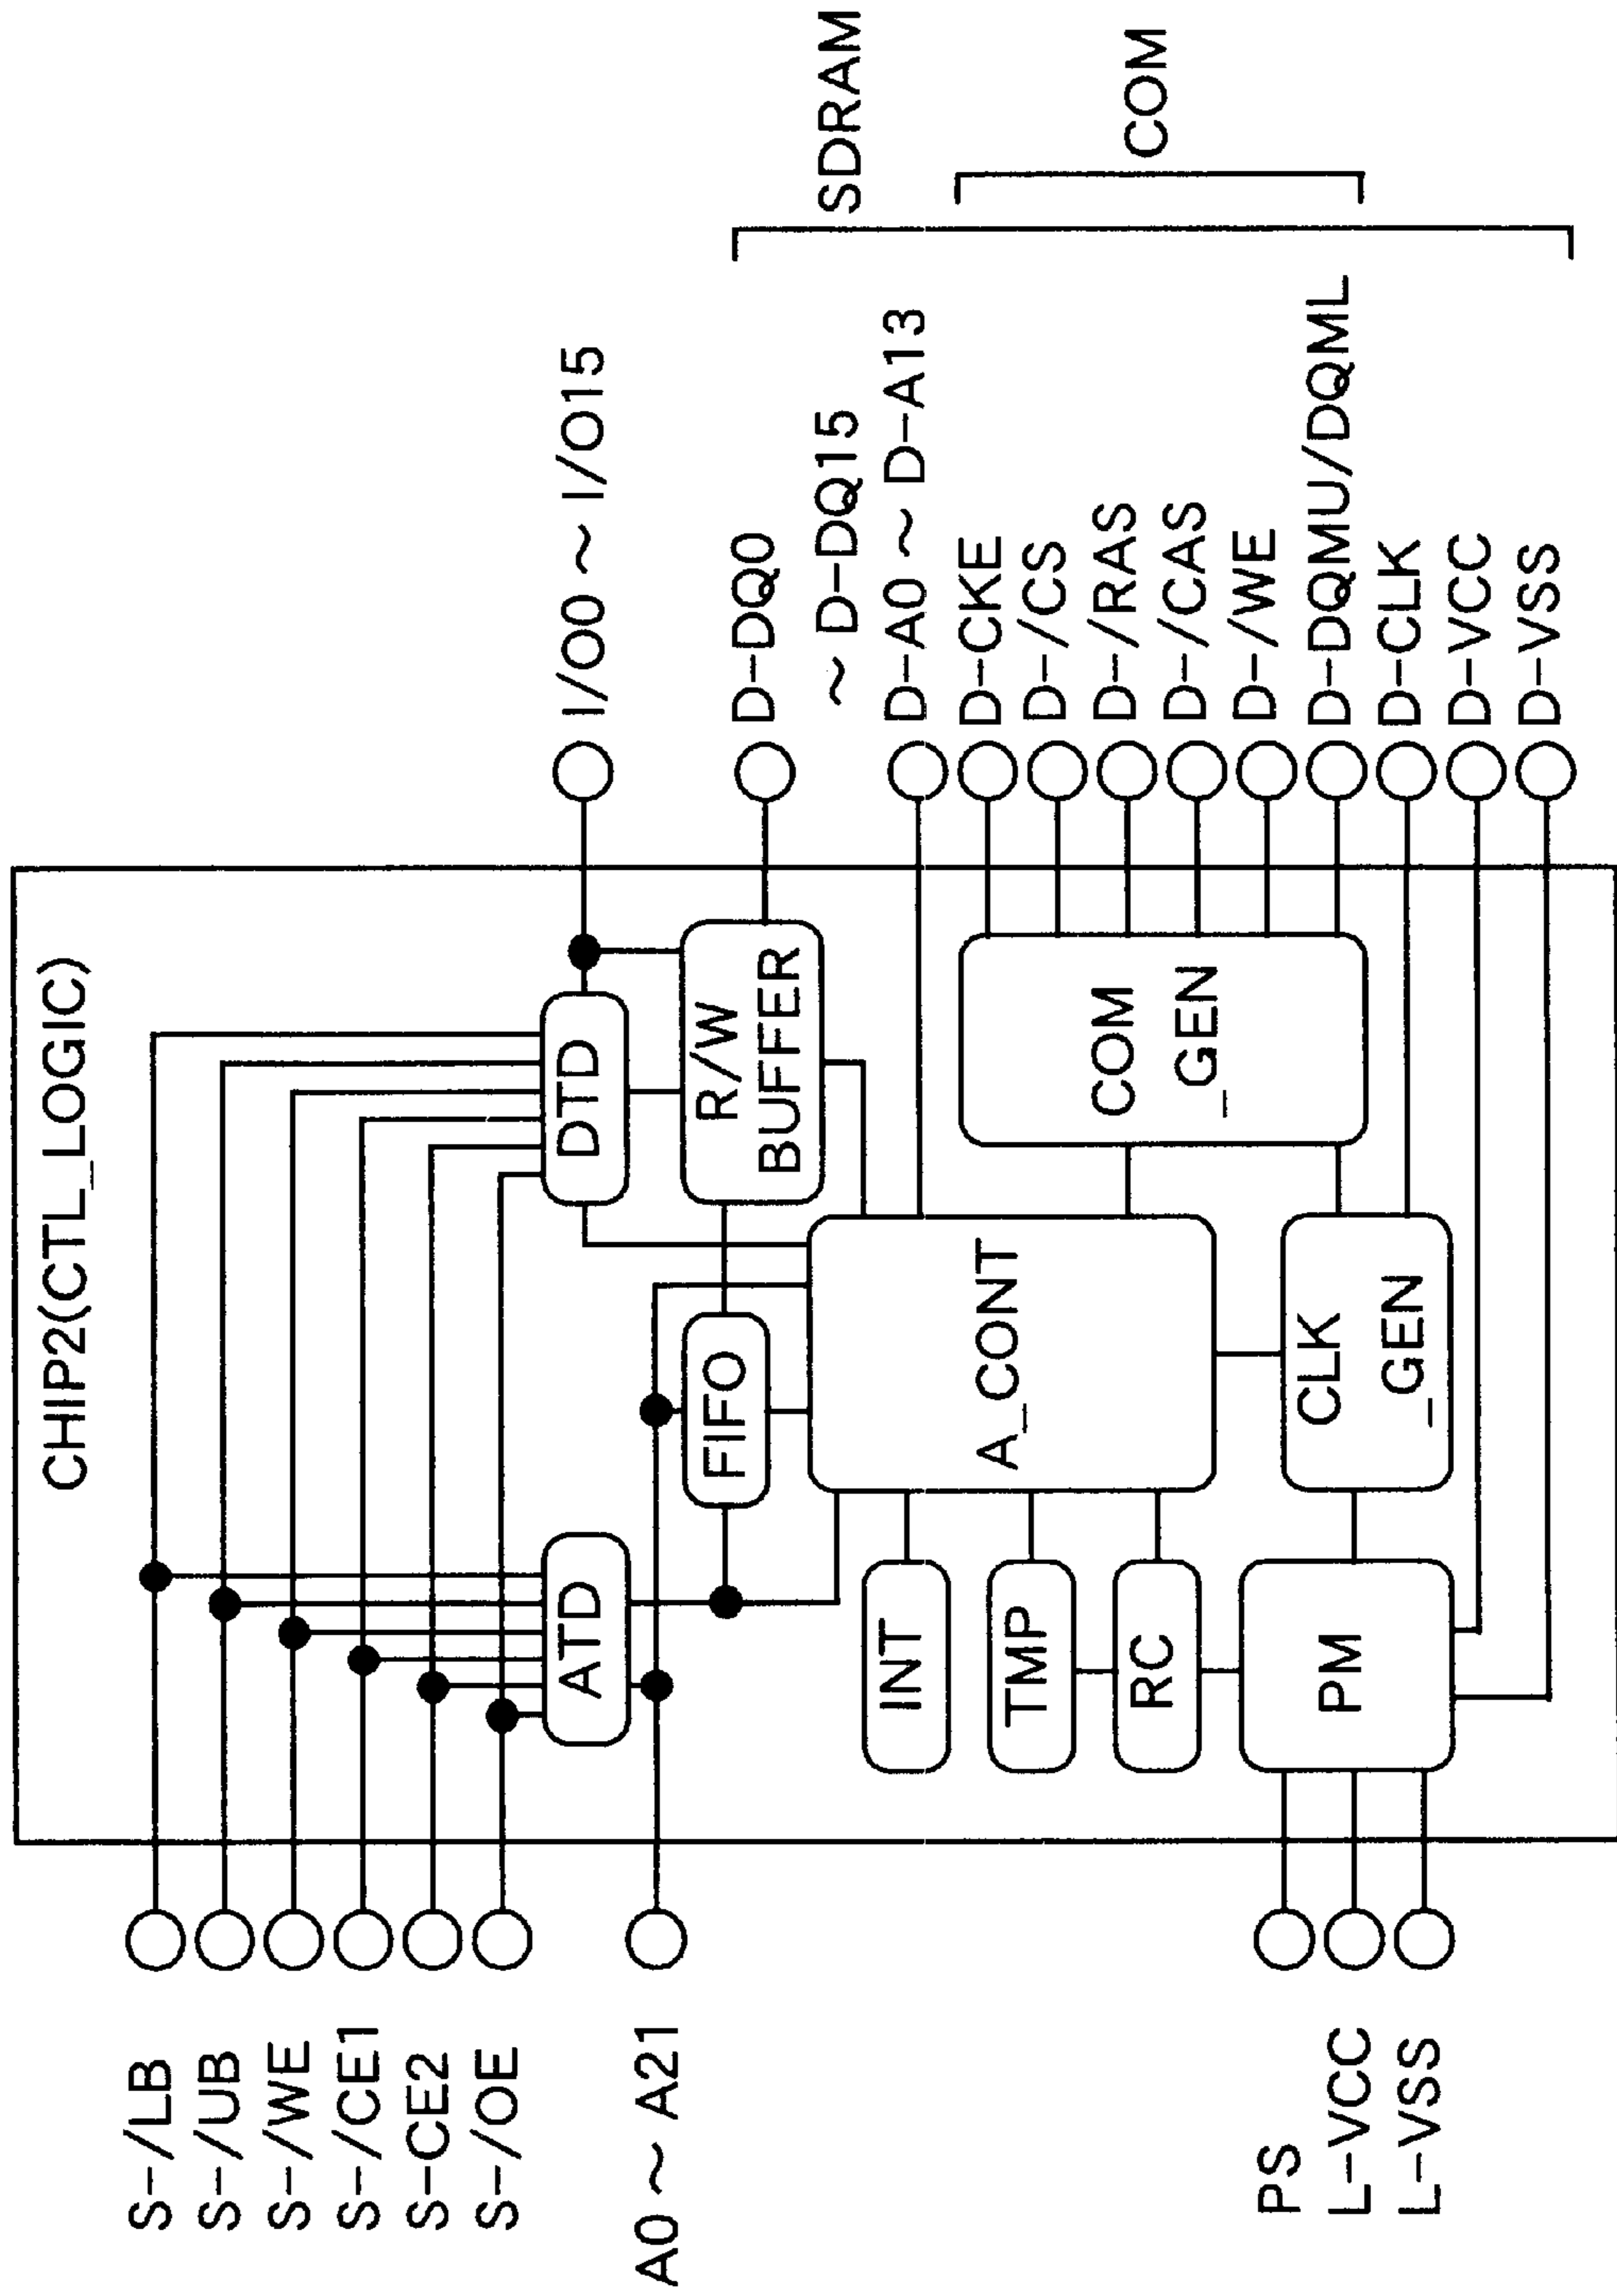 CHIP2(CTL_LOGIC)
S-/LB
S-/UB
S-/WE
S-/CE1
S-CE2
S-/OE
A0 ~ A21
PS
L-VCC
L-VSS
ATD
DTD
FIFO
R/W
BUFFER
INT
TMP
RC
PM
A_CONT
CLK
_GEN
COM
_GEN
I/O0 ~ I/O15
D-DQ0
~ D-DQ15
D-A0 ~ D-A13
D-CKE
D-/CS
D-/RAS
D-/CAS
D-/WE
D-DQMU/DQML
D-CLK
D-VCC
D-VSS
SDRAM
COM